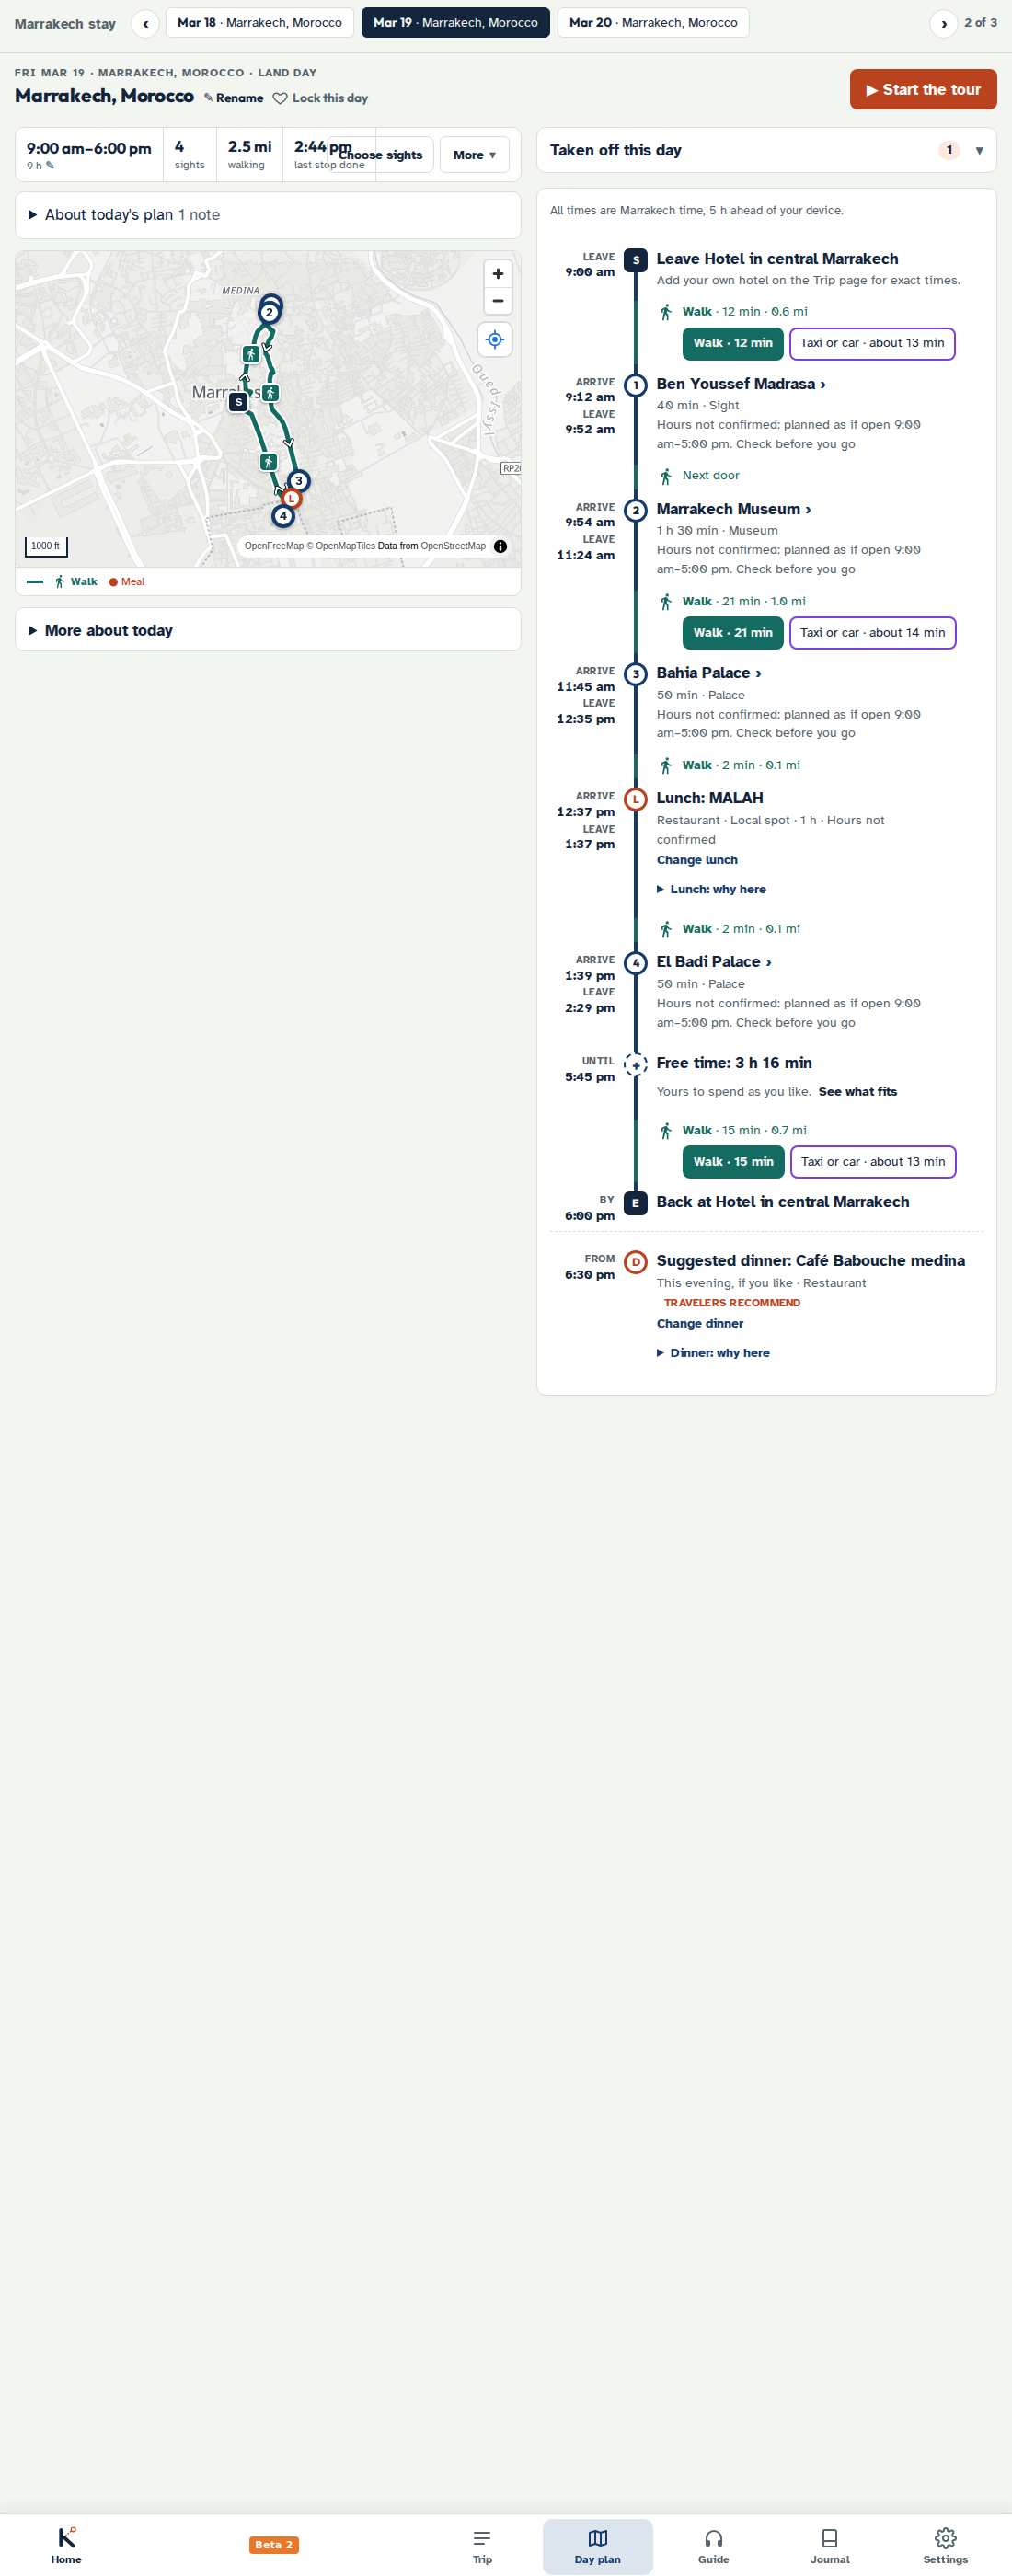 Marrakech stay
‹
Mar 18 · Marrakech, Morocco
Mar 19 · Marrakech, Morocco
Mar 20 · Marrakech, Morocco
›
2 of 3
FRI MAR 19 · MARRAKECH, MOROCCO · LAND DAY
Marrakech, Morocco
✎ Rename
Lock this day
▶ Start the tour
9:00 am–6:00 pm
9 h ✎
4
sights
2.5 mi
walking
2:44 pm
last stop done
Choose sights
More ▾
▶ About today's plan 1 note
MEDINA
2
S
3
L
4
Oued Issyl
+
−
1000 ft
OpenFreeMap © OpenMapTiles Data from OpenStreetMap
Walk
Meal
▶ More about today
Taken off this day
1
▾
All times are Marrakech time, 5 h ahead of your device.
LEAVE
9:00 am
S
Leave Hotel in central Marrakech
Add your own hotel on the Trip page for exact times.
Walk · 12 min · 0.6 mi
Walk · 12 min
Taxi or car · about 13 min
ARRIVE
9:12 am
LEAVE
9:52 am
1
Ben Youssef Madrasa ›
40 min · Sight
Hours not confirmed: planned as if open 9:00
am–5:00 pm. Check before you go
Next door
ARRIVE
9:54 am
LEAVE
11:24 am
2
Marrakech Museum ›
1 h 30 min · Museum
Hours not confirmed: planned as if open 9:00
am–5:00 pm. Check before you go
Walk · 21 min · 1.0 mi
Walk · 21 min
Taxi or car · about 14 min
ARRIVE
11:45 am
LEAVE
12:35 pm
3
Bahia Palace ›
50 min · Palace
Hours not confirmed: planned as if open 9:00
am–5:00 pm. Check before you go
Walk · 2 min · 0.1 mi
ARRIVE
12:37 pm
LEAVE
1:37 pm
L
Lunch: MALAH
Restaurant · Local spot · 1 h · Hours not
confirmed
Change lunch
▶ Lunch: why here
Walk · 2 min · 0.1 mi
ARRIVE
1:39 pm
LEAVE
2:29 pm
4
El Badi Palace ›
50 min · Palace
Hours not confirmed: planned as if open 9:00
am–5:00 pm. Check before you go
UNTIL
5:45 pm
+
Free time: 3 h 16 min
Yours to spend as you like. See what fits
Walk · 15 min · 0.7 mi
Walk · 15 min
Taxi or car · about 13 min
BY
6:00 pm
E
Back at Hotel in central Marrakech
FROM
6:30 pm
D
Suggested dinner: Café Babouche medina
This evening, if you like · Restaurant
TRAVELERS RECOMMEND
Change dinner
▶ Dinner: why here
Home
Beta 2
Trip
Day plan
Guide
Journal
Settings